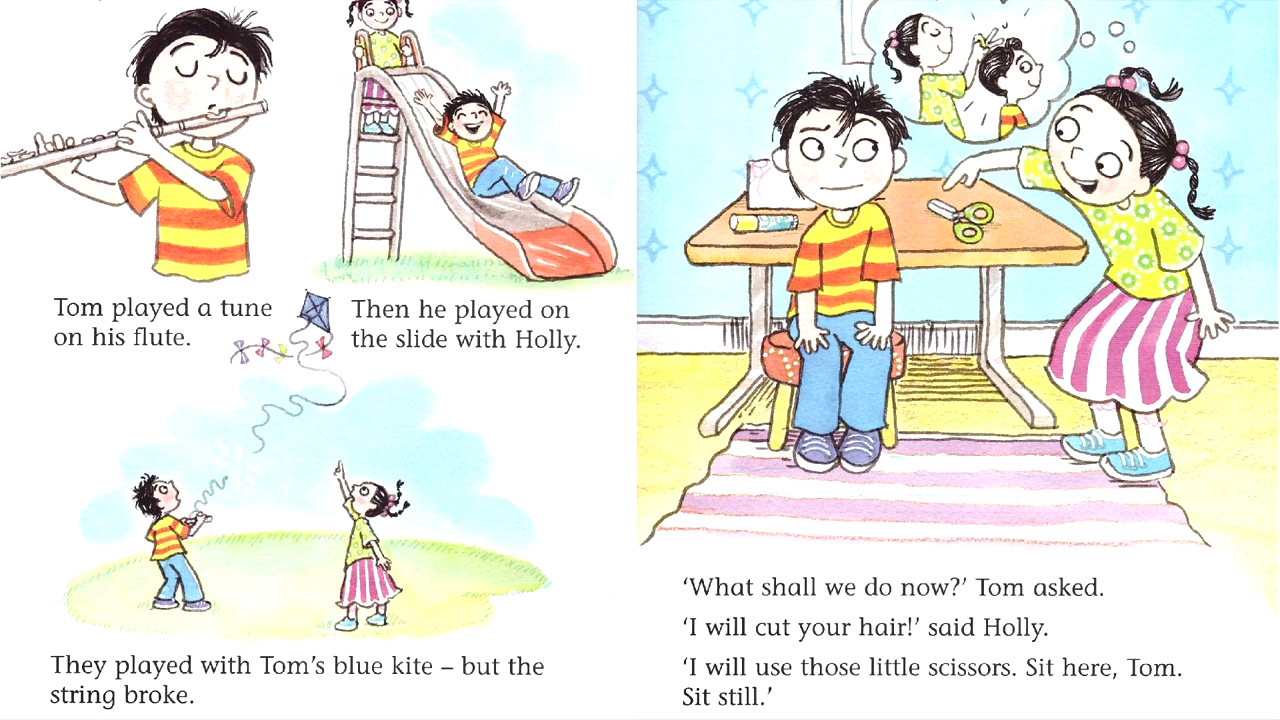 Tom played a tune
on his flute.
Then he played on
the slide with Holly.
They played with Tom's blue kite – but the
string broke.
‘What shall we do now?’ Tom asked.
‘I will cut your hair!’ said Holly.
‘I will use those little scissors. Sit here, Tom.
Sit still.’